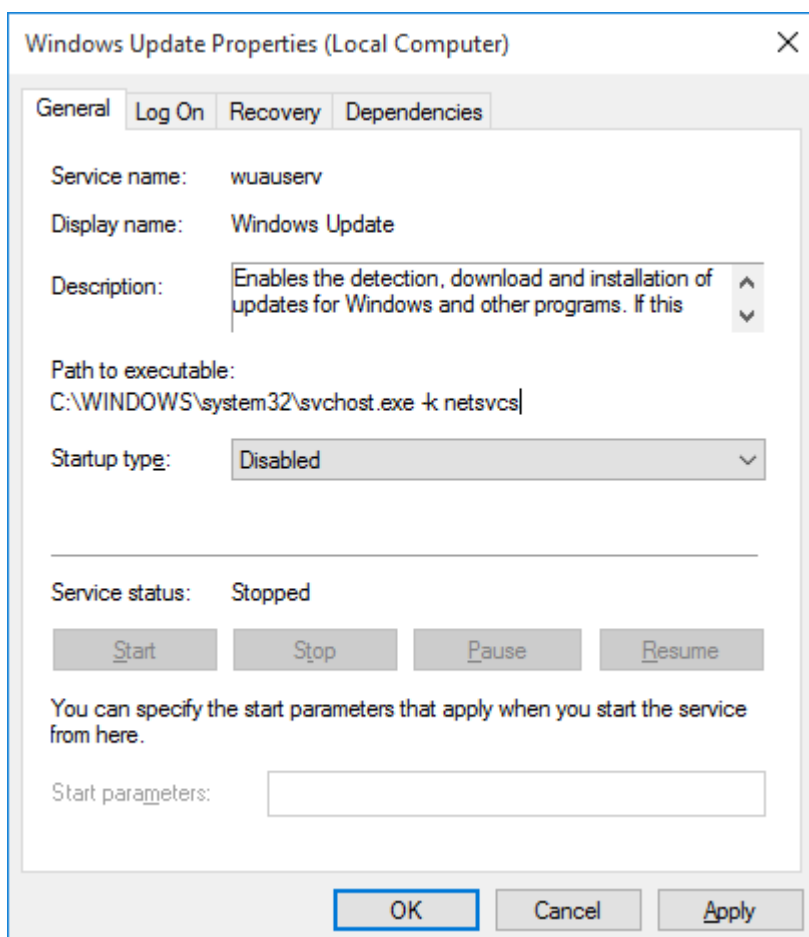 Windows Update Properties (Local Computer)
General Log On Recovery Dependencies
Service name: wuauserv
Display name: Windows Update
Description: Enables the detection, download and installation of
updates for Windows and other programs. If this
Path to executable:
C:\WINDOWS\system32\svchost.exe -k netsvcs
Startup type: Disabled
Service status: Stopped
Start Stop Pause Resume
You can specify the start parameters that apply when you start the service
from here.
Start parameters:
OK Cancel Apply